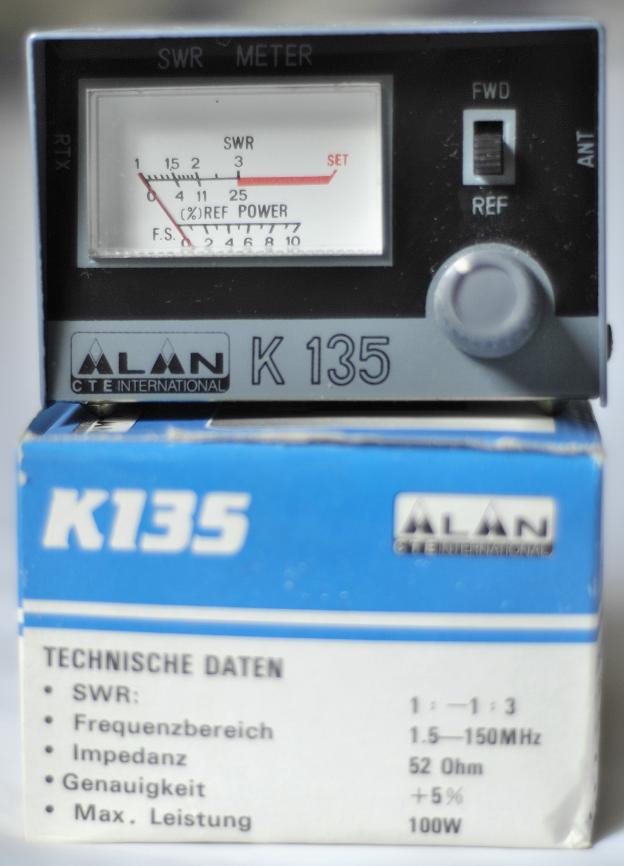 SWR METER
RTX
FWD
ANT
REF
SWR
1 1,5 2 3 SET
0 4 11 25
(%) REF POWER
F.S. 0 2 4 6 8 10
ALAN
CTE INTERNATIONAL
K 135
K135
ALAN
CTE INTERNATIONAL
TECHNISCHE DATEN
• SWR: 1 : —1 : 3
• Frequenzbereich 1.5—150MHz
• Impedanz 52 Ohm
• Genauigkeit +5%
• Max. Leistung 100W